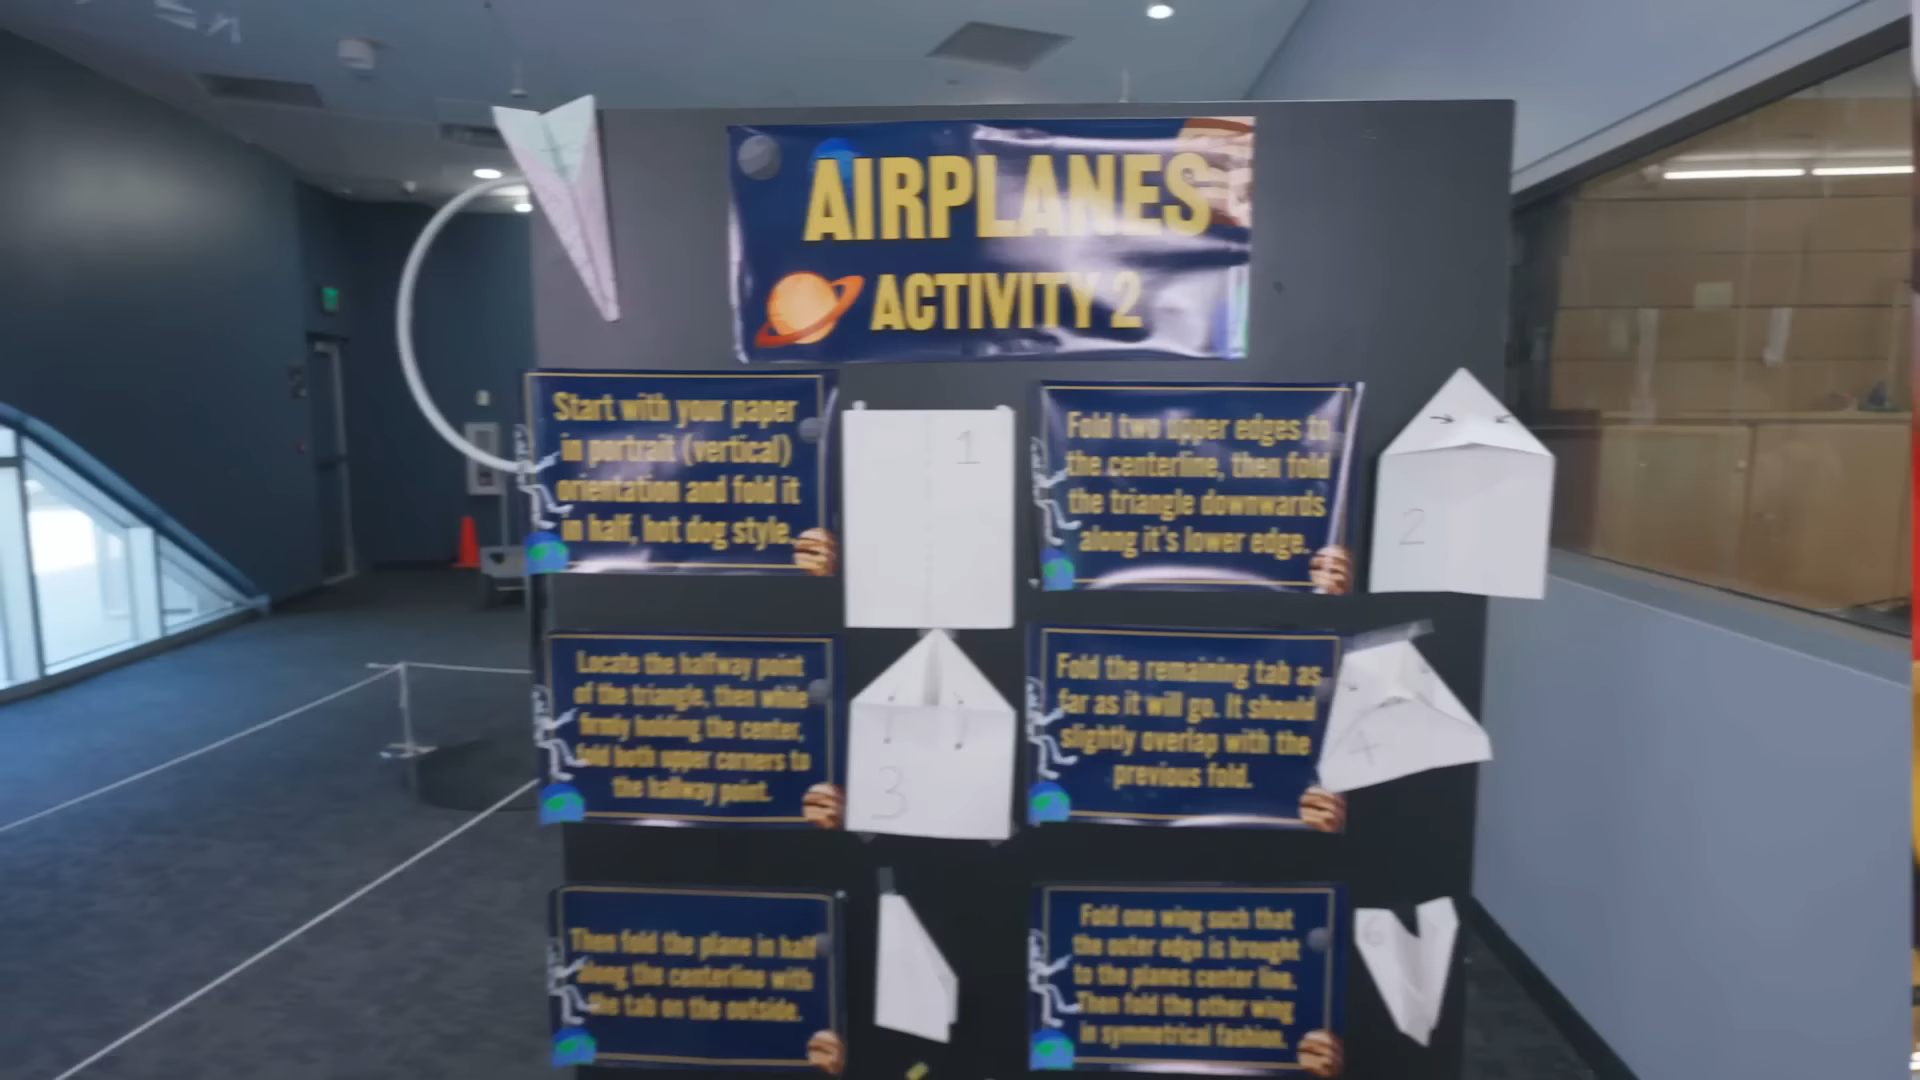 AIRPLANES
ACTIVITY 2
Start with your paper
in portrait (vertical)
orientation and fold it
in half, hot dog style.
1
Fold two upper edges to
the centerline, then fold
the triangle downwards
along it's lower edge.
2
Locate the halfway point
of the triangle, then while
firmly holding the center,
fold both upper corners to
the halfway point.
3
Fold the remaining tab as
far as it will go. It should
slightly overlap with the
previous fold.
4
Then fold the plane in half
along the centerline with
the tab on the outside.
Fold one wing such that
the outer edge is brought
to the planes center line.
Then fold the other wing
in symmetrical fashion.
6